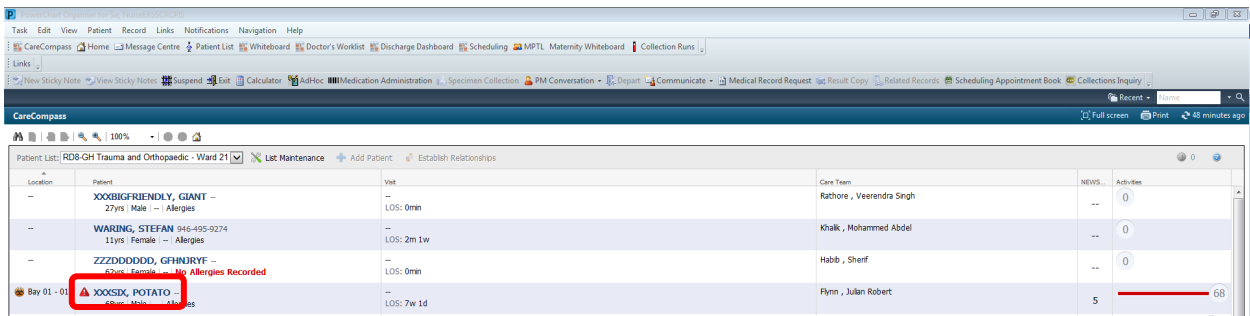 Task Edit View Patient Record Links Notifications Navigation Help
CareCompass Home Message Centre Patient List Whiteboard Doctor's Worklist Discharge Dashboard Scheduling MPTL Maternity Whiteboard Collection Runs
Links
New Sticky Note View Sticky Notes Suspend Exit Calculator AdHoc Medication Administration Specimen Collection PM Conversation Depart Communicate Medical Record Request Result Copy Related Records Scheduling Appointment Book Collections Inquiry
Recent Name
CareCompass Full screen Print 48 minutes ago
100%
Patient List: RD8-GH Trauma and Orthopaedic - Ward 21 List Maintenance Add Patient Establish Relationships 0
Location Patient Visit Care Team NEWS... Activities
-- XXXBIGFRIENDLY, GIANT -- -- Rathore , Veerendra Singh -- 0
27yrs | Male | -- | Allergies LOS: 0min
-- WARING, STEFAN 946-495-9274 -- Khalik , Mohammed Abdel -- 0
11yrs | Female | -- | Allergies LOS: 2m 1w
-- ZZZDDDDDD, GFHNJRYF -- -- Habib , Sherif -- 0
62yrs | Female | -- | No Allergies Recorded LOS: 0min
Bay 01 - 01 XXXSIX, POTATO -- -- Flynn , Julian Robert 5 68
68yrs | Male | -- | Allergies LOS: 7w 1d